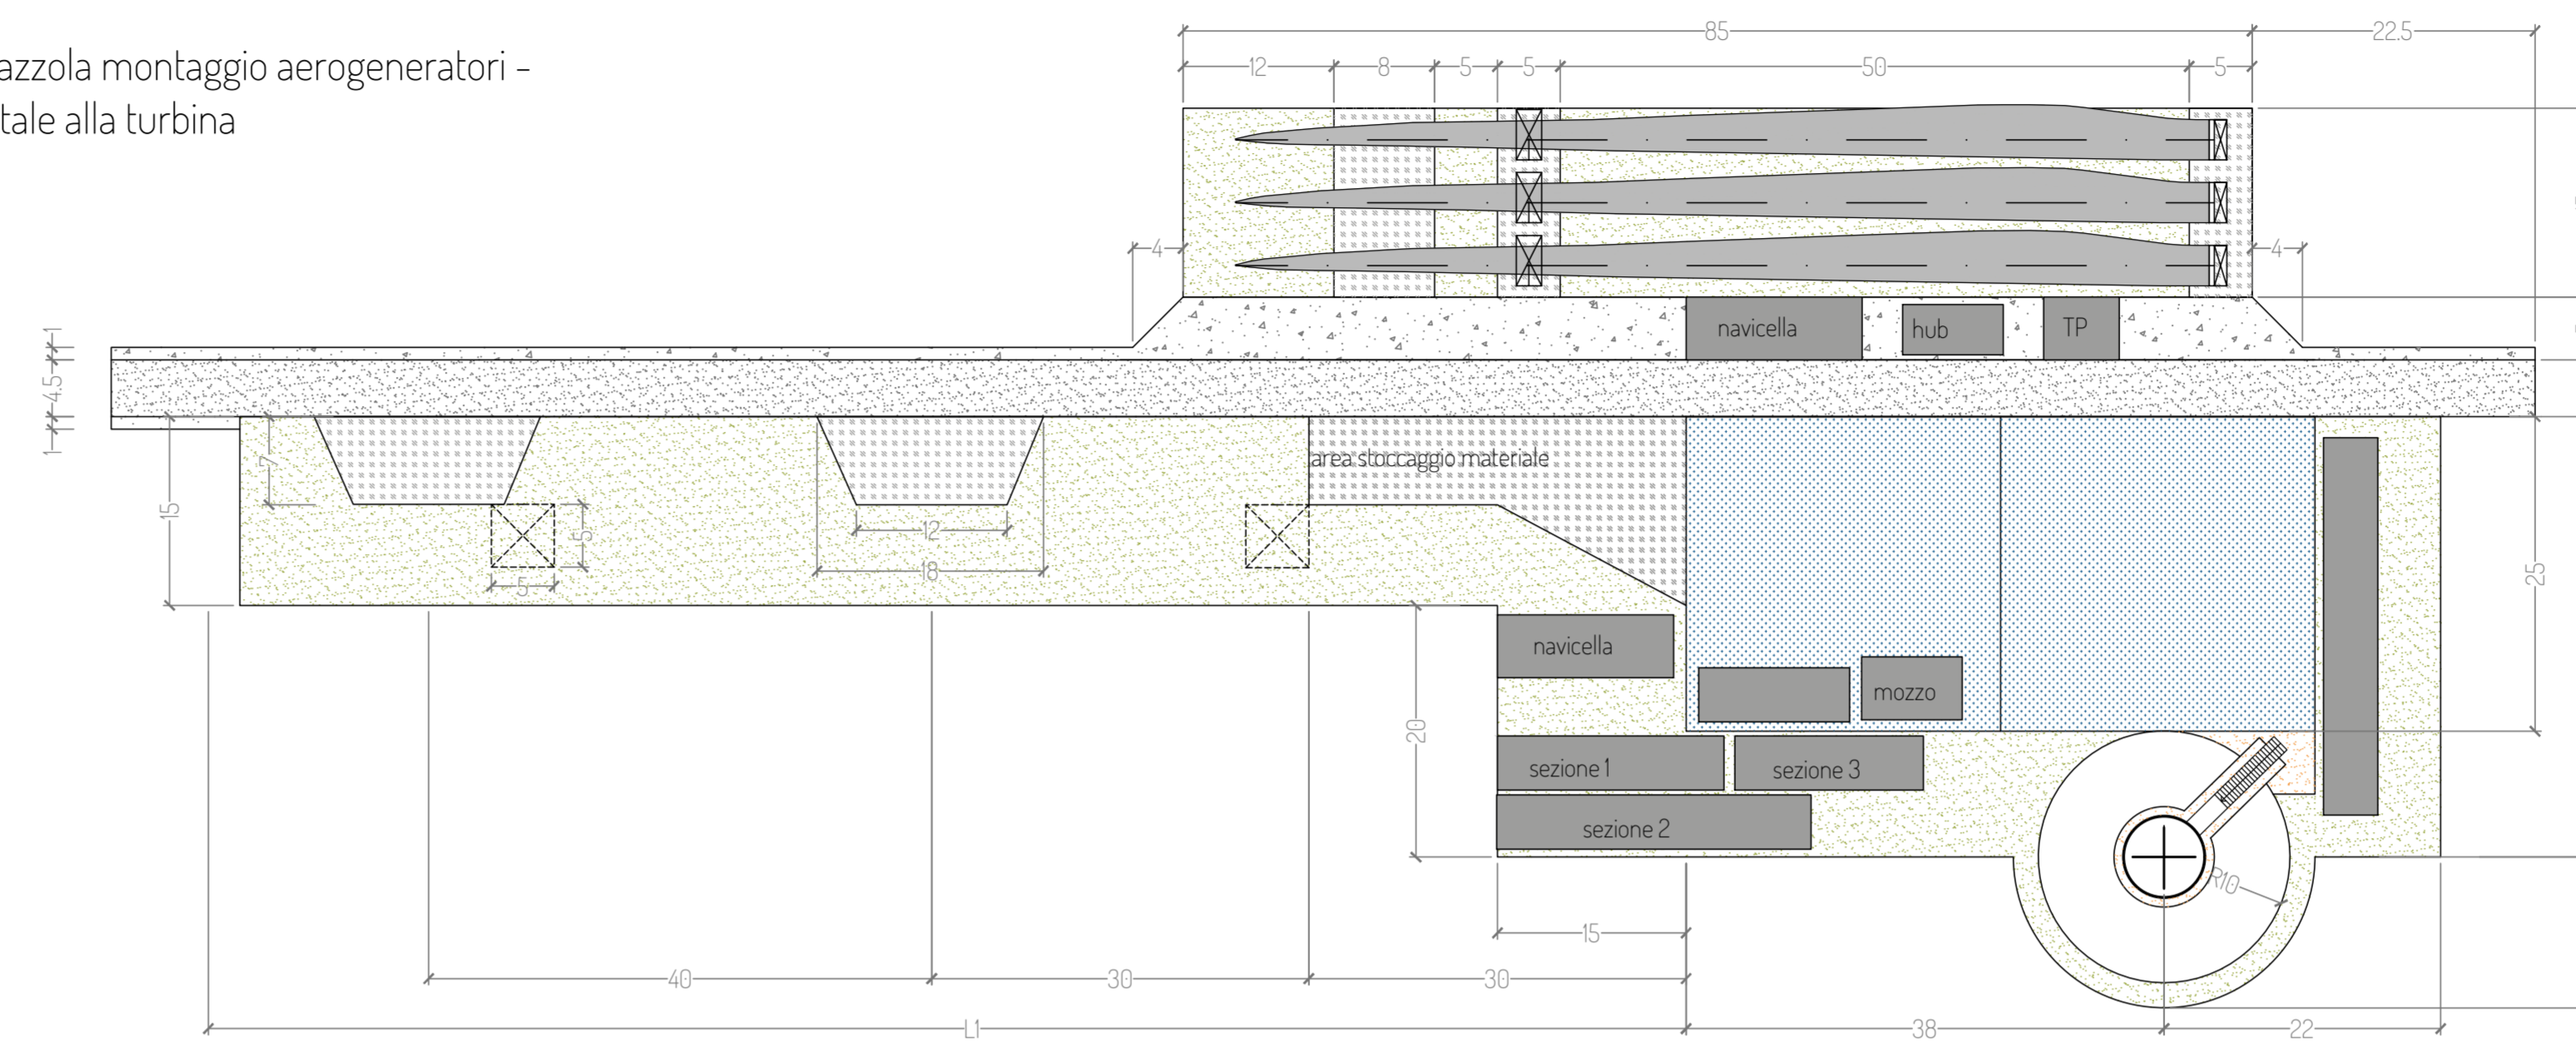 azzola montaggio aerogeneratori -
tale alla turbina
85
22.5
12
8
5
5
50
5
4
4
navicella
hub
TP
1
4.5
1
7
15
area stoccaggio materiale
12
18
5
5
25
navicella
mozzo
20
sezione 1
sezione 3
sezione 2
R10
15
40
30
30
L1
38
22